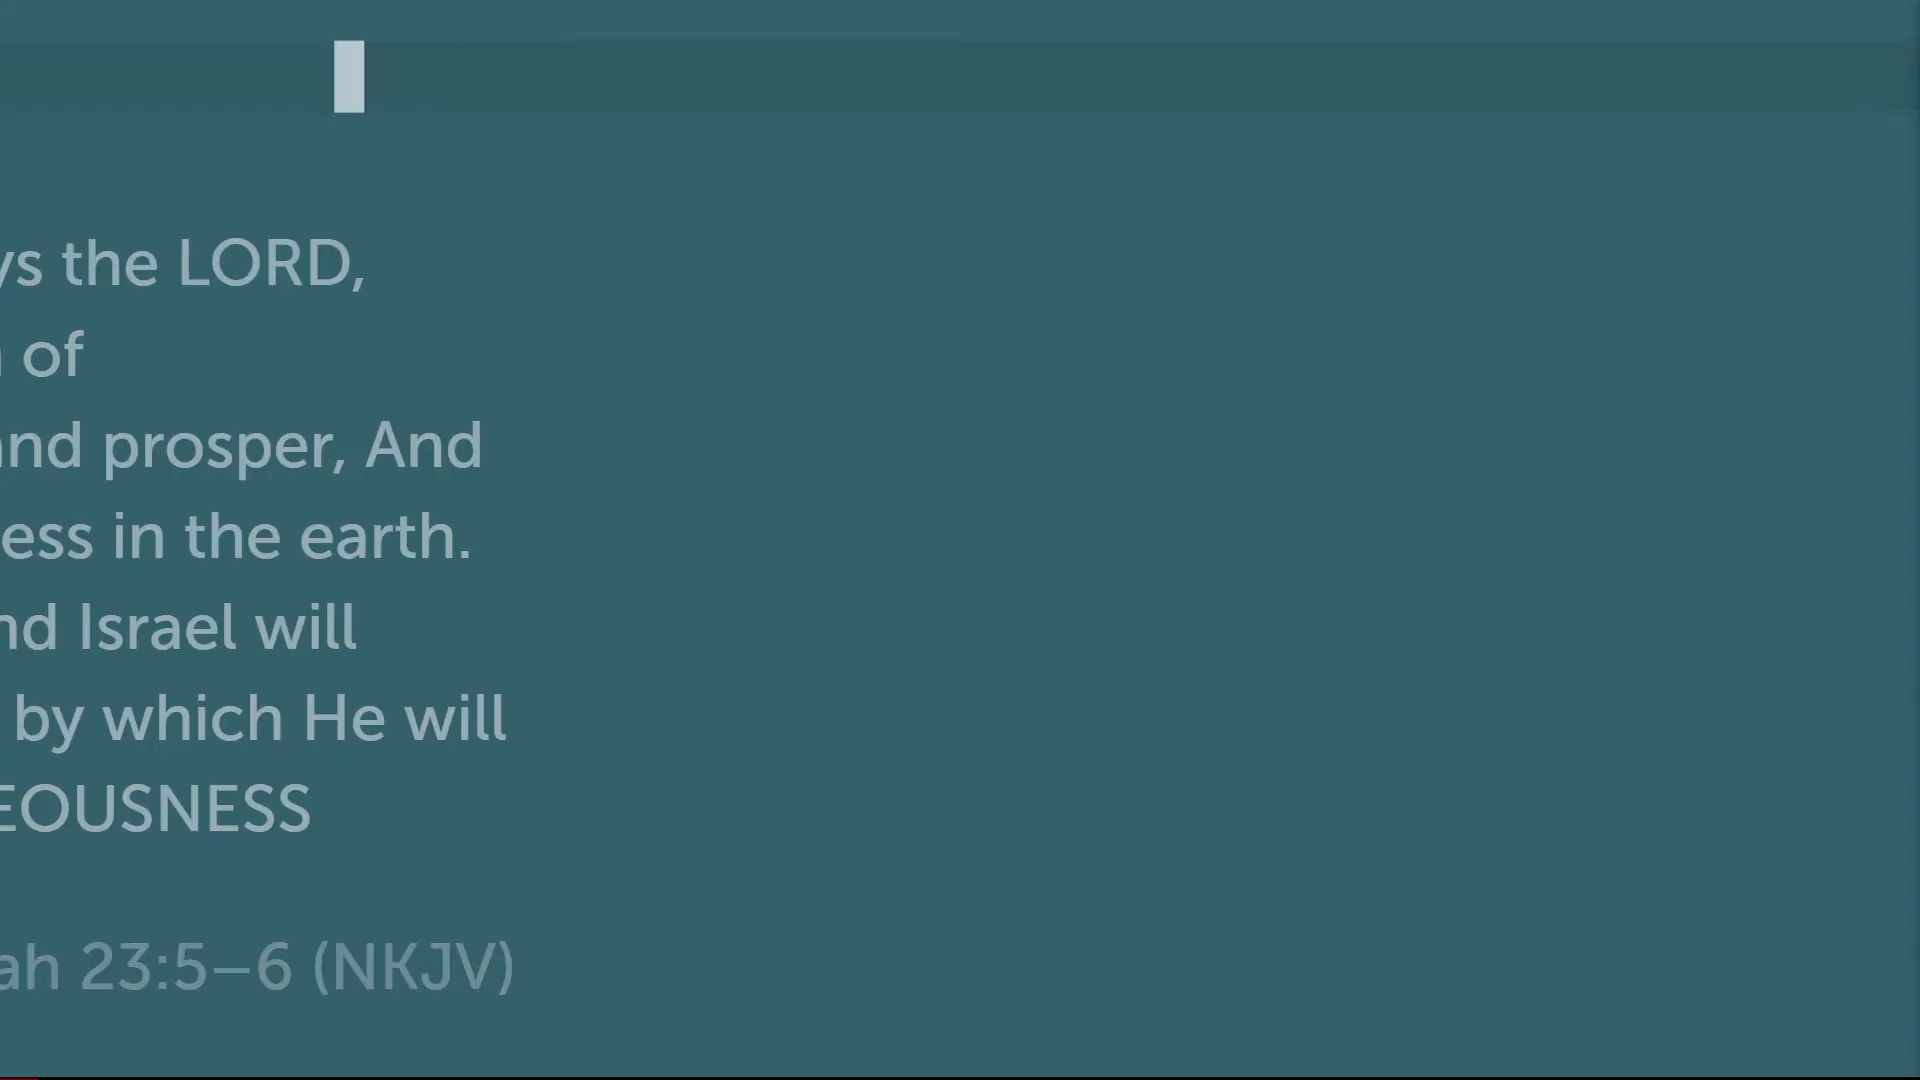 ys the LORD,
of
and prosper, And
ess in the earth.
nd Israel will
by which He will
EOUSNESS
ah 23:5–6 (NKJV)